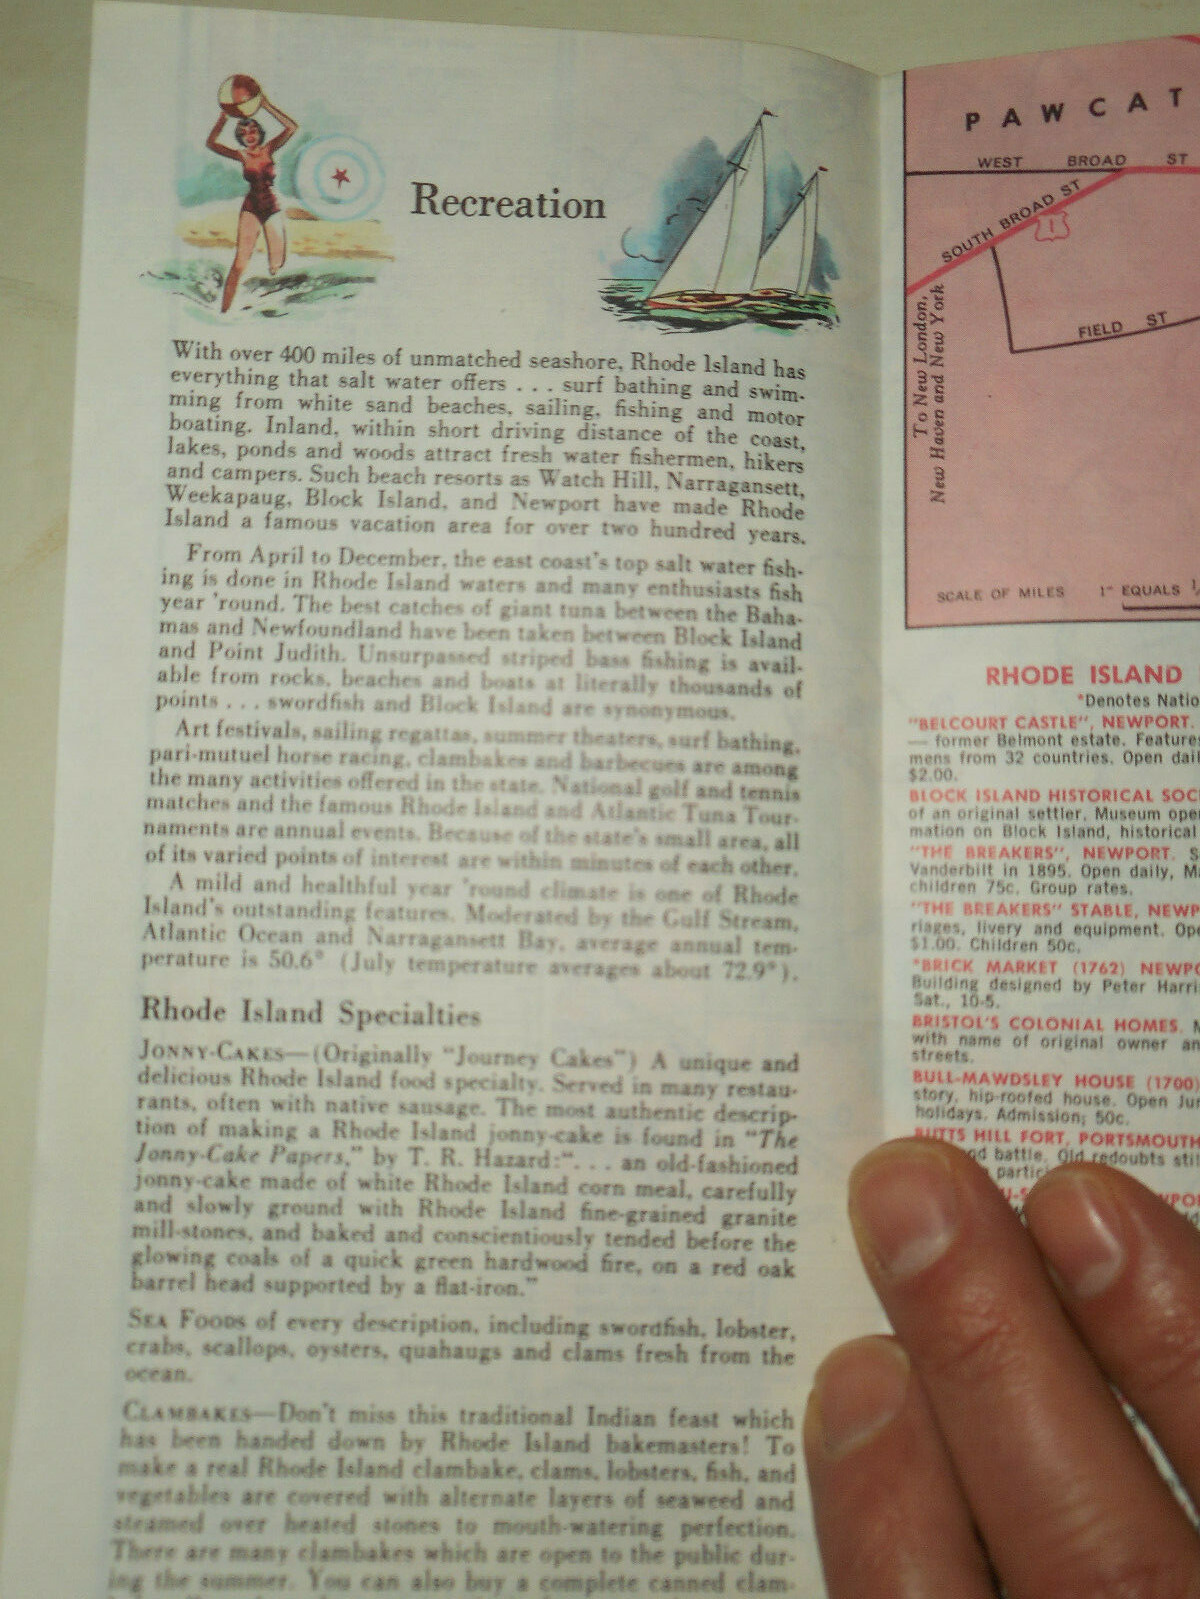 Recreation
With over 400 miles of unmatched seashore, Rhode Island has
everything that salt water offers . . . surf bathing and swim-
ming from white sand beaches, sailing, fishing and motor
boating. Inland, within short driving distance of the coast,
lakes, ponds and woods attract fresh water fishermen, hikers
and campers. Such beach resorts as Watch Hill, Narragansett,
Weekapaug, Block Island, and Newport have made Rhode
Island a famous vacation area for over two hundred years.
From April to December, the east coast's top salt water fish-
ing is done in Rhode Island waters and many enthusiasts fish
year 'round. The best catches of giant tuna between the Baha-
mas and Newfoundland have been taken between Block Island
and Point Judith. Unsurpassed striped bass fishing is avail-
able from rocks, beaches and boats at literally thousands of
points . . . swordfish and Block Island are synonymous.
Art festivals, sailing regattas, summer theaters, surf bathing,
pari-mutuel horse racing, clambakes and barbecues are among
the many activities offered in the state. National golf and tennis
matches and the famous Rhode Island and Atlantic Tuna Tour-
naments are annual events. Because of the state's small area, all
of its varied points of interest are within minutes of each other.
A mild and healthful year 'round climate is one of Rhode
Island's outstanding features. Moderated by the Gulf Stream,
Atlantic Ocean and Narragansett Bay, average annual tem-
perature is 50.6° (July temperature averages about 72.9°).
Rhode Island Specialties
JONNY-CAKES—(Originally "Journey Cakes") A unique and
delicious Rhode Island food specialty. Served in many restau-
rants, often with native sausage. The most authentic descrip-
tion of making a Rhode Island jonny-cake is found in "The
Jonny-Cake Papers," by T. R. Hazard:". . . an old-fashioned
jonny-cake made of white Rhode Island corn meal, carefully
and slowly ground with Rhode Island fine-grained granite
mill-stones, and baked and conscientiously tended before the
glowing coals of a quick green hardwood fire, on a red oak
barrel head supported by a flat-iron."
SEA FOODS of every description, including swordfish, lobster,
crabs, scallops, oysters, quahaugs and clams fresh from the
ocean.
CLAMBAKES—Don't miss this traditional Indian feast which
has been handed down by Rhode Island bakemasters! To
make a real Rhode Island clambake, clams, lobsters, fish, and
vegetables are covered with alternate layers of seaweed and
steamed over heated stones to mouth-watering perfection.
There are many clambakes which are open to the public dur-
ing the summer. You can also buy a complete canned clam-
PAWCAT
WEST BROAD ST
SOUTH BROAD ST
1
FIELD ST
To New London,
New Haven and New York
SCALE OF MILES 1" EQUALS
RHODE ISLAND
*Denotes Natio
"BELCOURT CASTLE", NEWPORT.
— former Belmont estate. Features
mens from 32 countries. Open dail
$2.00.
BLOCK ISLAND HISTORICAL SOC
of an original settler. Museum ope
mation on Block Island, historical
"THE BREAKERS", NEWPORT. S
Vanderbilt in 1895. Open daily, Ma
children 75c. Group rates.
"THE BREAKERS" STABLE, NEWP
riages, livery and equipment. Ope
$1.00. Children 50c.
*BRICK MARKET (1762) NEWPO
Building designed by Peter Harri
Sat., 10-5.
BRISTOL'S COLONIAL HOMES. M
with name of original owner an
streets.
BULL-MAWDSLEY HOUSE (1700)
story, hip-roofed house. Open Jun
holidays. Admission; 50c.
BUTTS HILL FORT, PORTSMOUTH
battle. Old redoubts stil